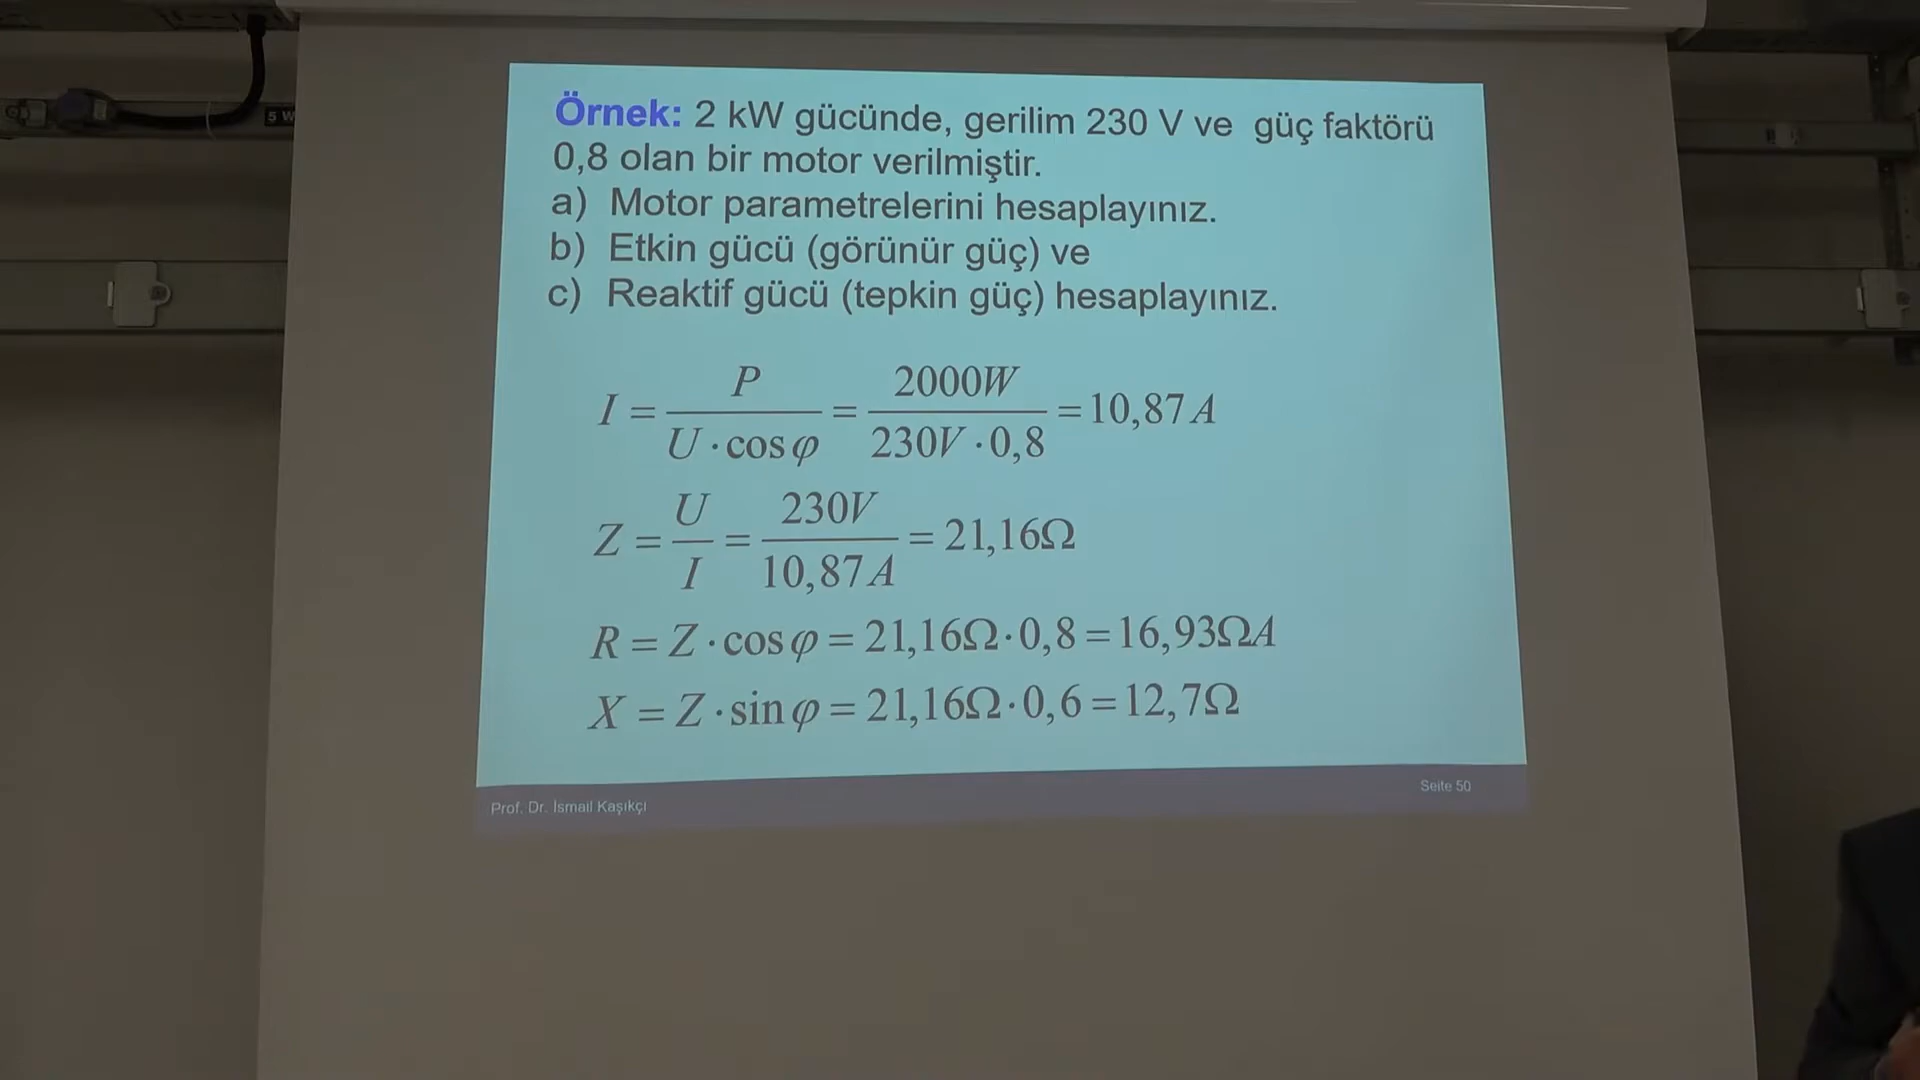 Örnek: 2 kW gücünde, gerilim 230 V ve güç faktörü
0,8 olan bir motor verilmiştir.
a) Motor parametrelerini hesaplayınız.
b) Etkin gücü (görünür güç) ve
c) Reaktif gücü (tepkin güç) hesaplayınız.
I = P / (U · cos φ) = 2000W / (230V · 0,8) = 10,87 A
Z = U / I = 230V / 10,87 A = 21,16Ω
R = Z · cos φ = 21,16Ω · 0,8 = 16,93ΩA
X = Z · sin φ = 21,16Ω · 0,6 = 12,7Ω
Prof. Dr. İsmail Kaşıkçı
Seite 50